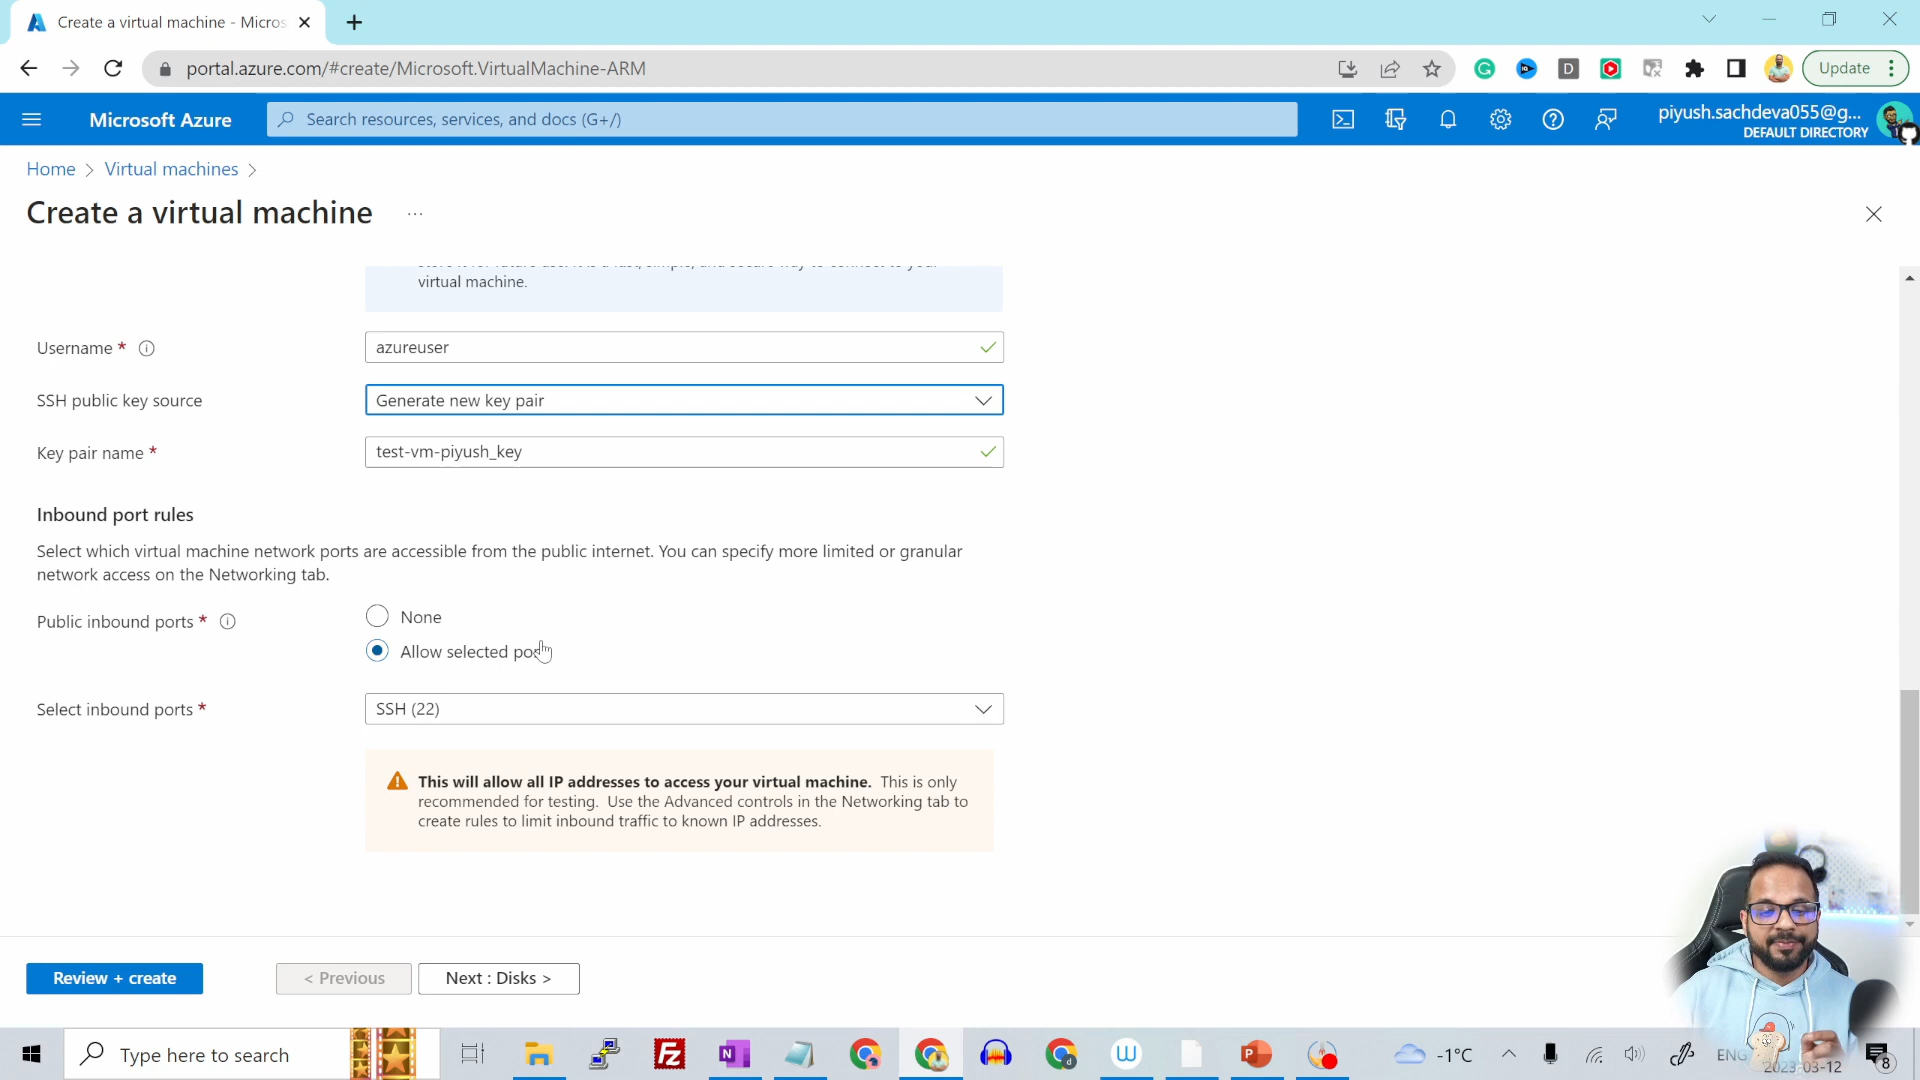 Create a virtual machine - Micros
portal.azure.com/#create/Microsoft.VirtualMachine-ARM
Update
Microsoft Azure
Search resources, services, and docs (G+/)
piyush.sachdeva055@g...
DEFAULT DIRECTORY
Home > Virtual machines >
Create a virtual machine ...
virtual machine.
Username *
azureuser
SSH public key source
Generate new key pair
Key pair name *
test-vm-piyush_key
Inbound port rules
Select which virtual machine network ports are accessible from the public internet. You can specify more limited or granular
network access on the Networking tab.
Public inbound ports *
None
Allow selected
Select inbound ports *
SSH (22)
This will allow all IP addresses to access your virtual machine. This is only
recommended for testing. Use the Advanced controls in the Networking tab to
create rules to limit inbound traffic to known IP addresses.
Review + create
< Previous
Next : Disks >
Type here to search
-1°C
ENG
2023-03-12
8